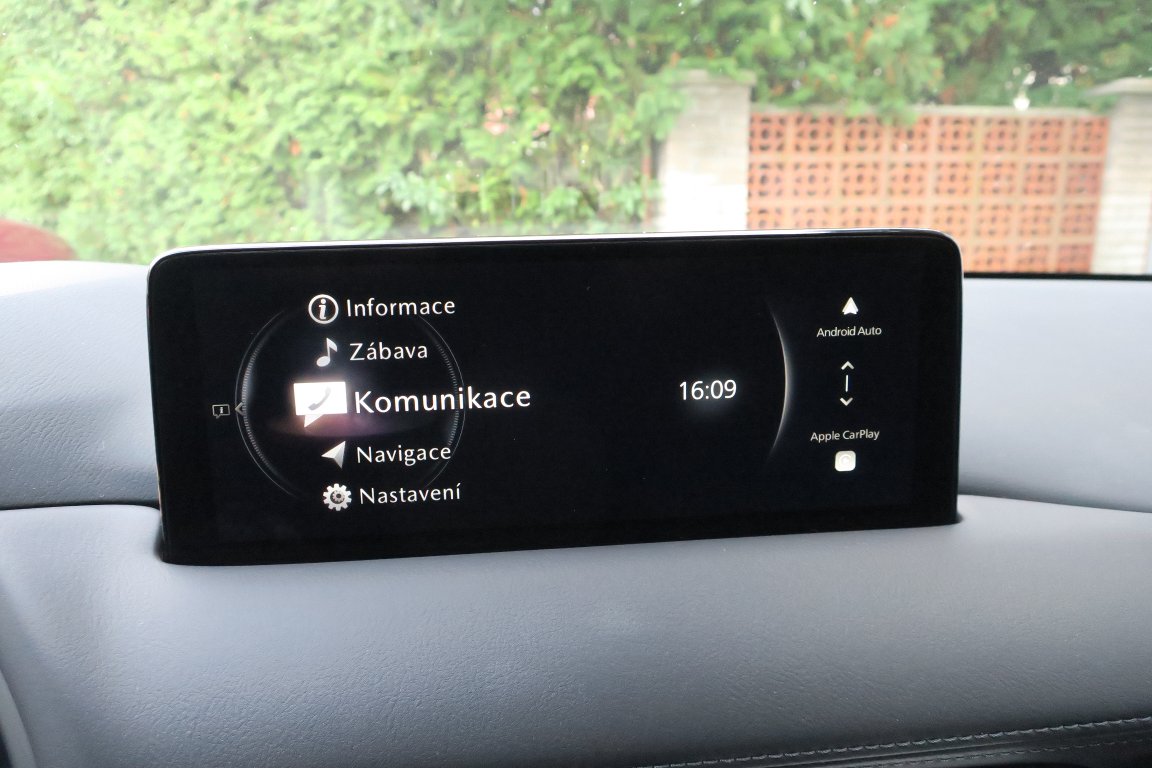 Informace
Zábava
Komunikace
Navigace
Nastavení
16:09
Android Auto
Apple CarPlay